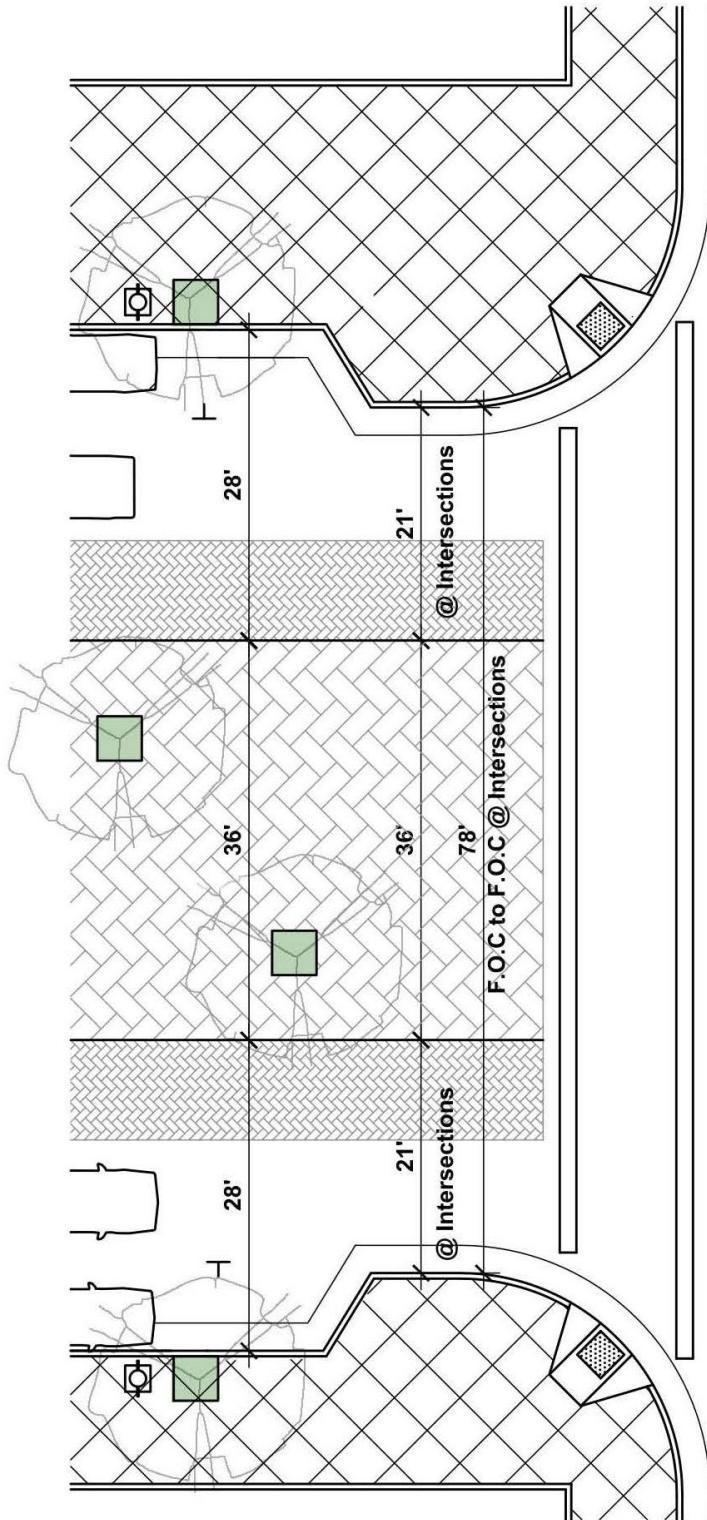 28'
21'
@ Intersections
36'
36'
78'
F.O.C to F.O.C @ Intersections
28'
21'
@ Intersections